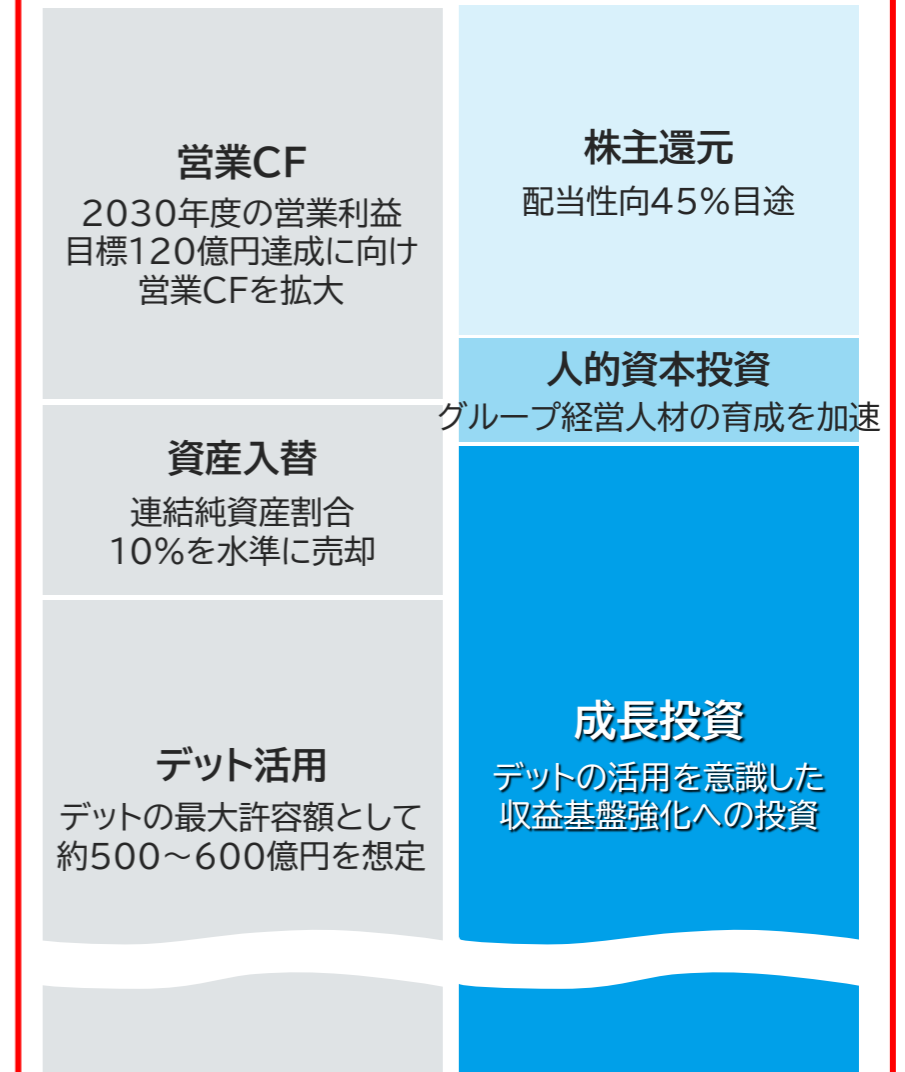 営業CF
2030年度の営業利益
目標120億円達成に向け
営業CFを拡大
資産入替
連結純資産割合
10%を水準に売却
デット活用
デットの最大許容額として
約500～600億円を想定
株主還元
配当性向45%目途
人的資本投資
グループ経営人材の育成を加速
成長投資
デットの活用を意識した
収益基盤強化への投資